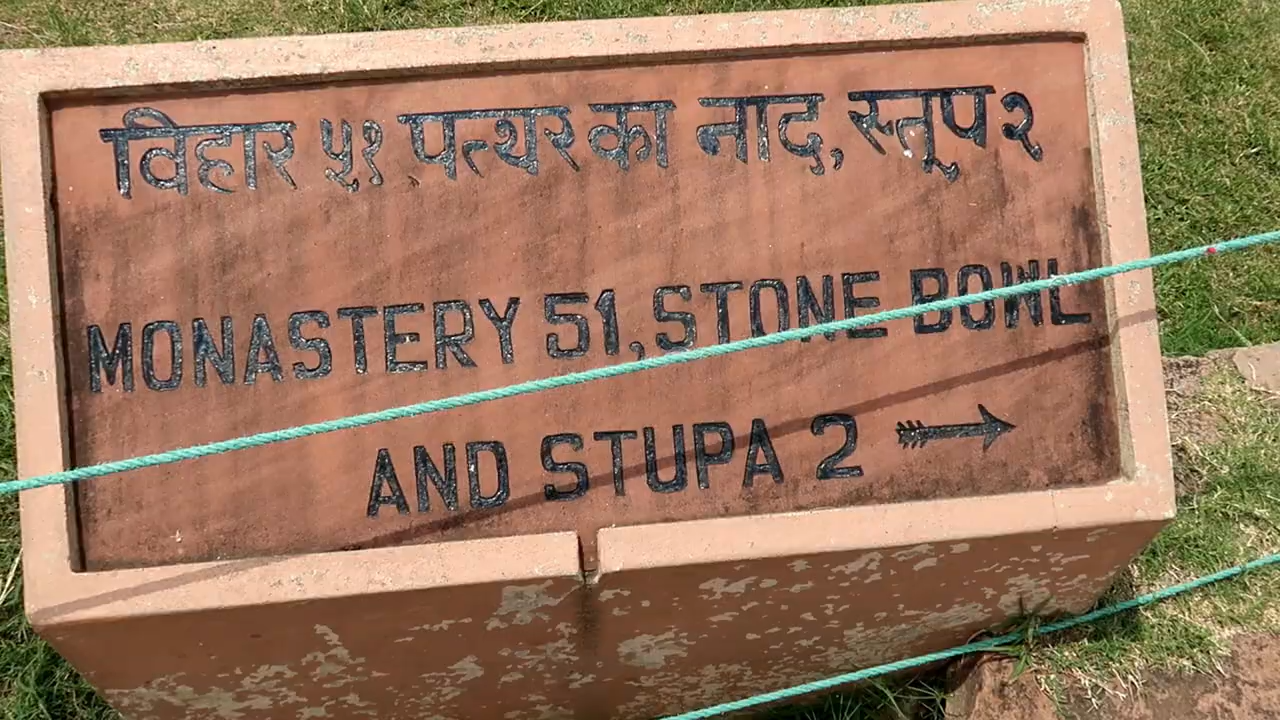 विहार ५१ पत्थर का नाद, स्तूप २
MONASTERY 51, STONE BOWL
AND STUPA 2